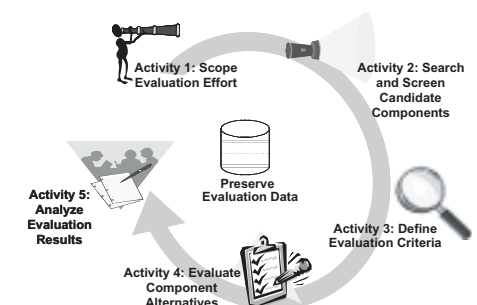 Activity 1: Scope
Evaluation Effort
Activity 2: Search
and Screen
Candidate
Components
Preserve
Evaluation Data
Activity 3: Define
Evaluation Criteria
Activity 4: Evaluate
Component
Alternatives
Activity 5:
Analyze
Evaluation
Results